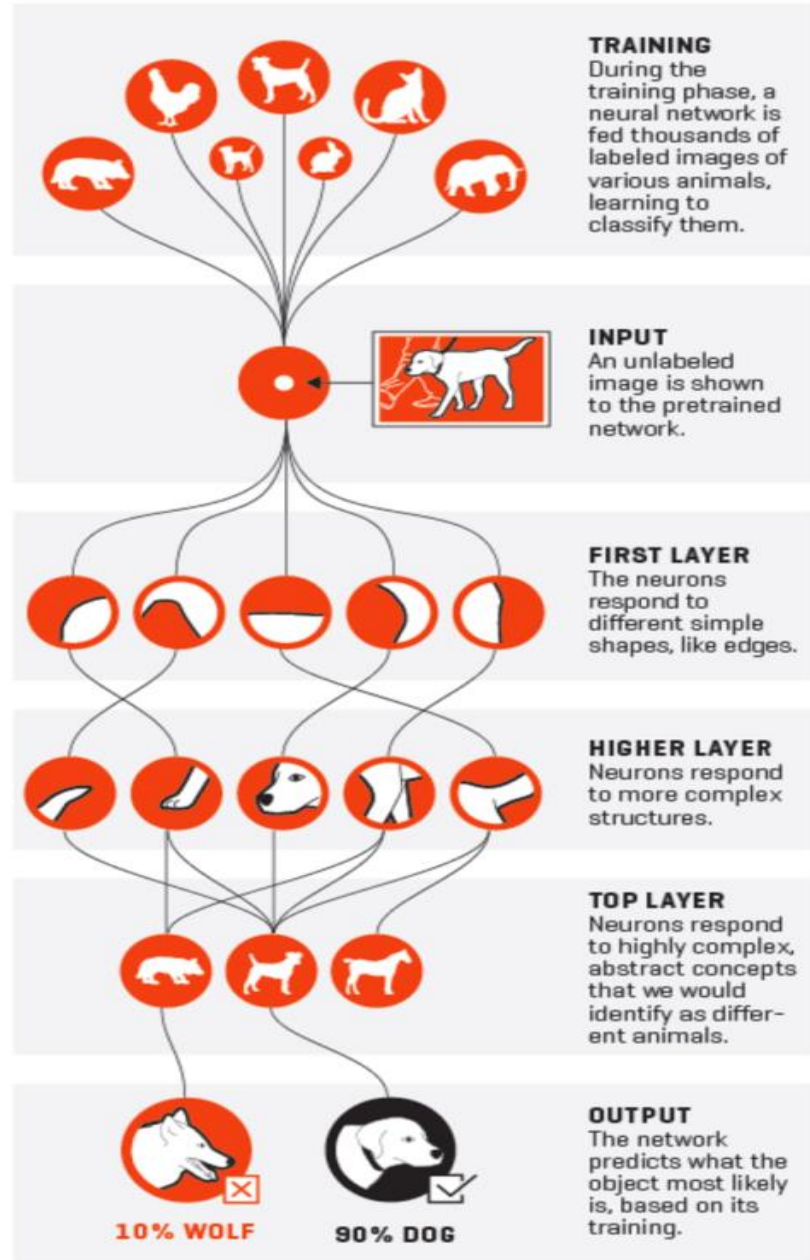 TRAINING
During the
training phase, a
neural network is
fed thousands of
labeled images of
various animals,
learning to
classify them.
INPUT
An unlabeled
image is shown
to the pretrained
network.
FIRST LAYER
The neurons
respond to
different simple
shapes, like edges.
HIGHER LAYER
Neurons respond
to more complex
structures.
TOP LAYER
Neurons respond
to highly complex,
abstract concepts
that we would
identify as differ-
ent animals.
10% WOLF
90% DOG
OUTPUT
The network
predicts what the
object most likely
is, based on its
training.